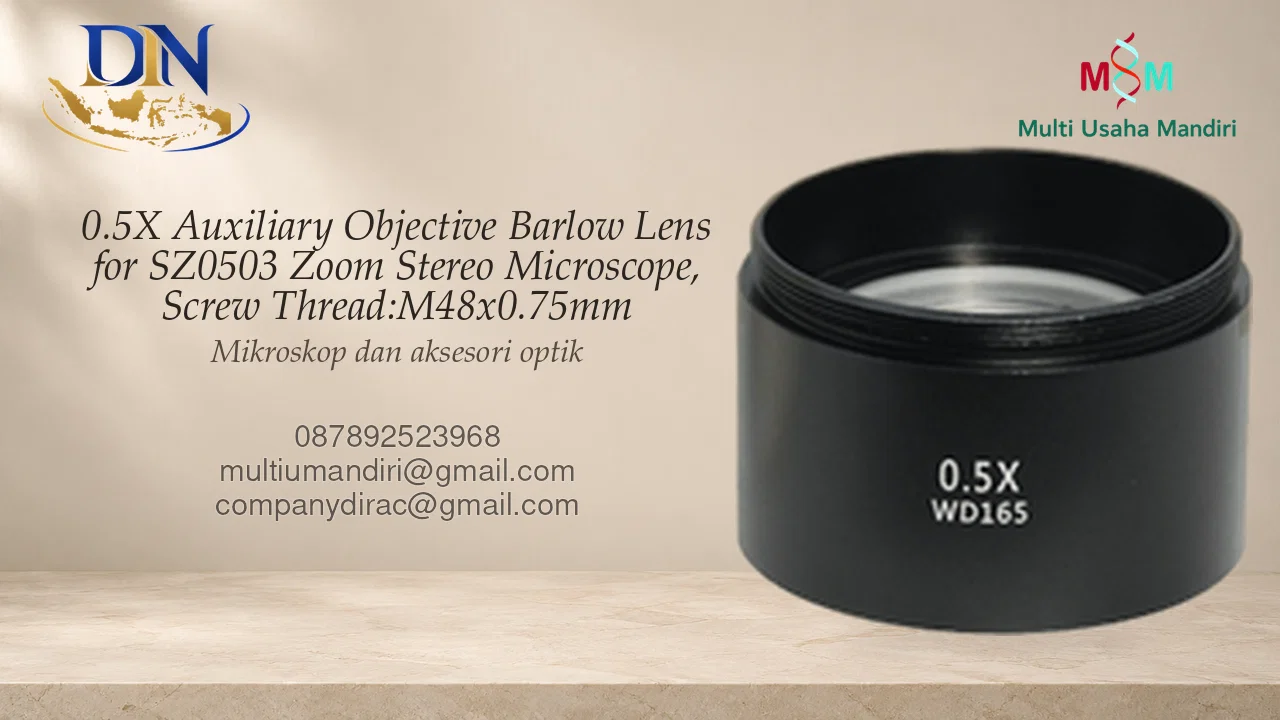 DN
M M
Multi Usaha Mandiri
0.5X Auxiliary Objective Barlow Lens
for SZ0503 Zoom Stereo Microscope,
Screw Thread:M48x0.75mm
Mikroskop dan aksesori optik
087892523968
multiumandiri@gmail.com
companydirac@gmail.com
0.5X
WD165